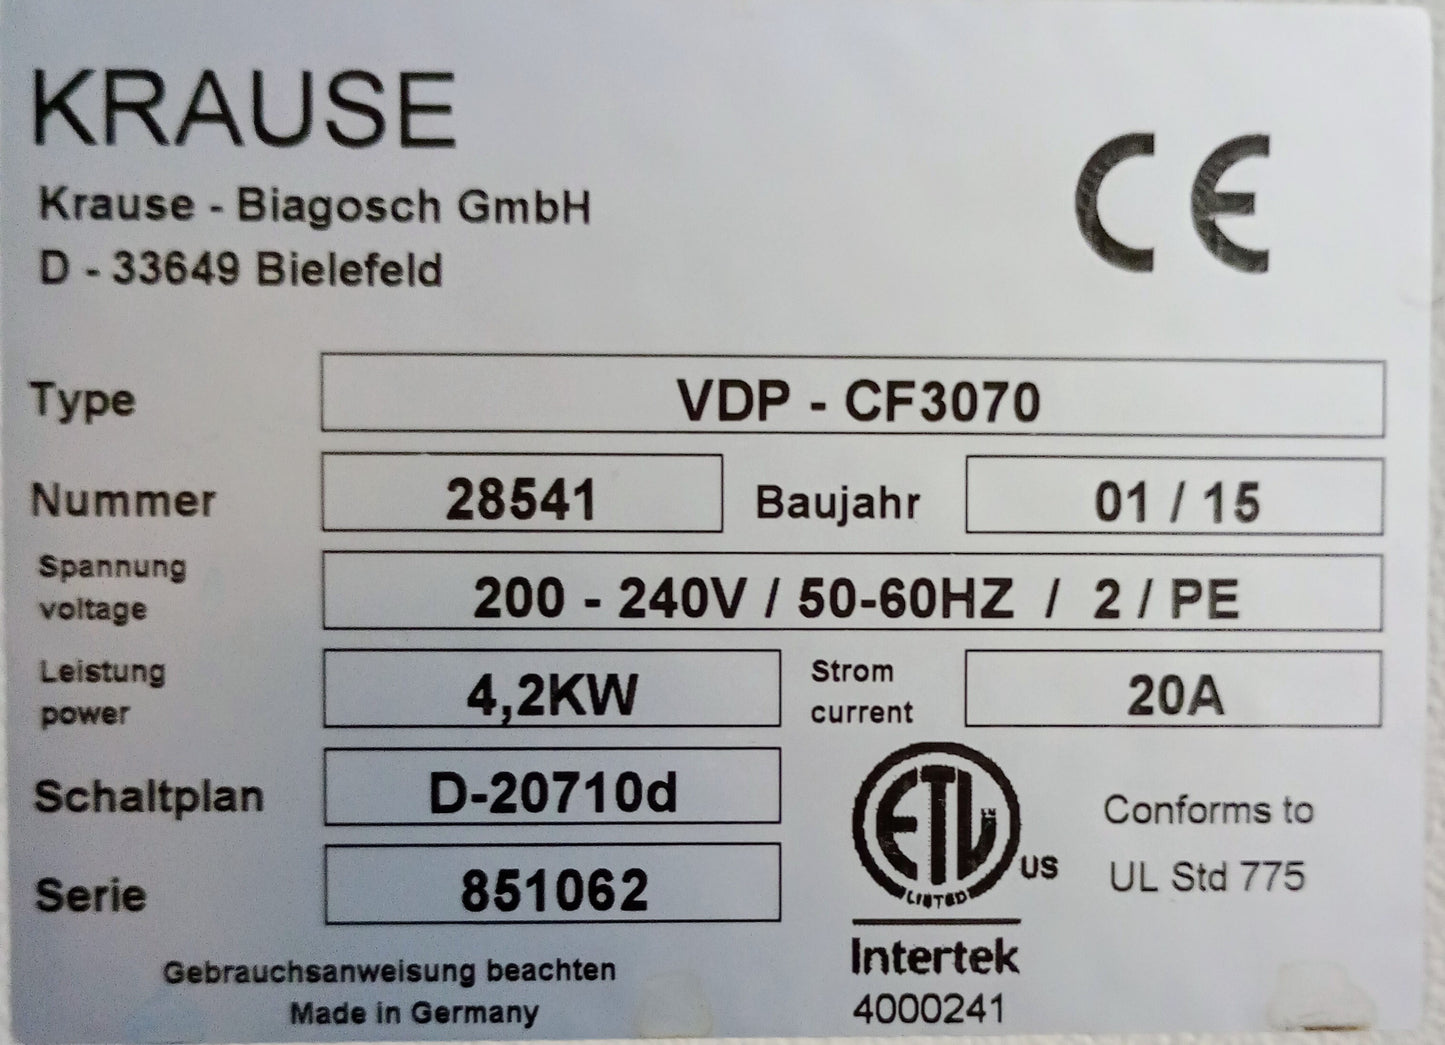 KRAUSE
CE
Krause - Biagosch GmbH
D - 33649 Bielefeld
Type VDP - CF3070
Nummer 28541 Baujahr 01 / 15
Spannung
voltage 200 - 240V / 50-60HZ / 2 / PE
Leistung
power 4,2KW Strom
current 20A
Schaltplan D-20710d
Serie 851062
ETL
LISTED
US
Conforms to
UL Std 775
Intertek
4000241
Gebrauchsanweisung beachten
Made in Germany